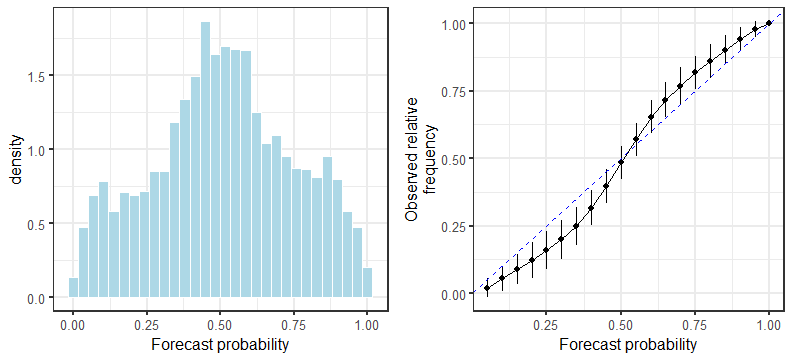 1.5
1.0
0.5
0.0
density
0.00 0.25 0.50 0.75 1.00
Forecast probability
1.00
0.75
0.50
0.25
0.00
Observed relative
frequency
0.25 0.50 0.75 1.00
Forecast probability